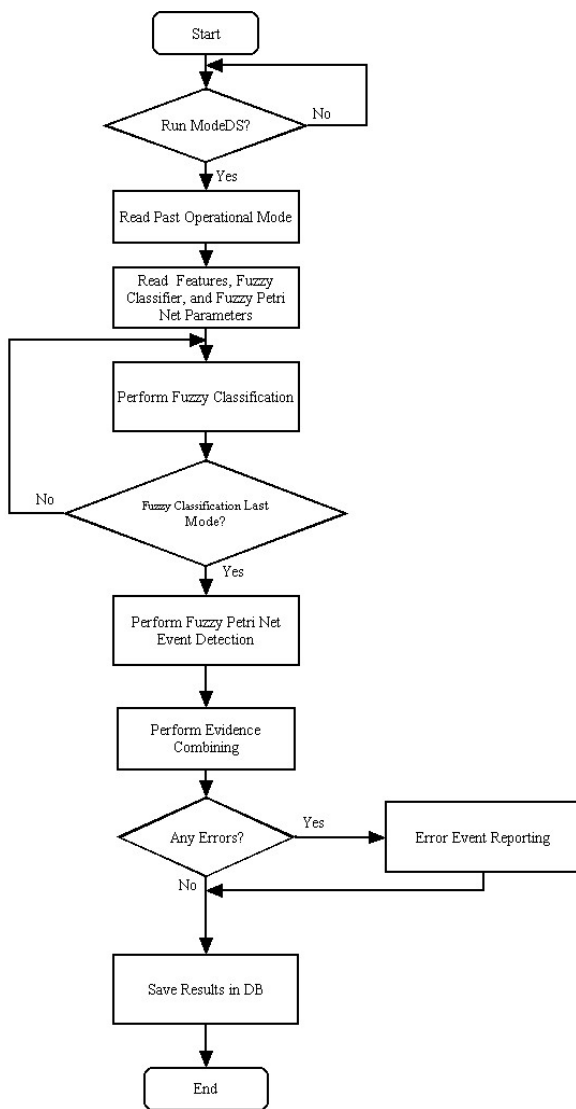 Start
No
Run ModeDS?
Yes
Read Past Operational Mode
Read Features, Fuzzy
Classifier, and Fuzzy Petri
Net Parameters
Perform Fuzzy Classification
No
Fuzzy Classification Last
Mode?
Yes
Perform Fuzzy Petri Net
Event Detection
Perform Evidence
Combining
Yes
Any Errors?
Error Event Reporting
No
Save Results in DB
End